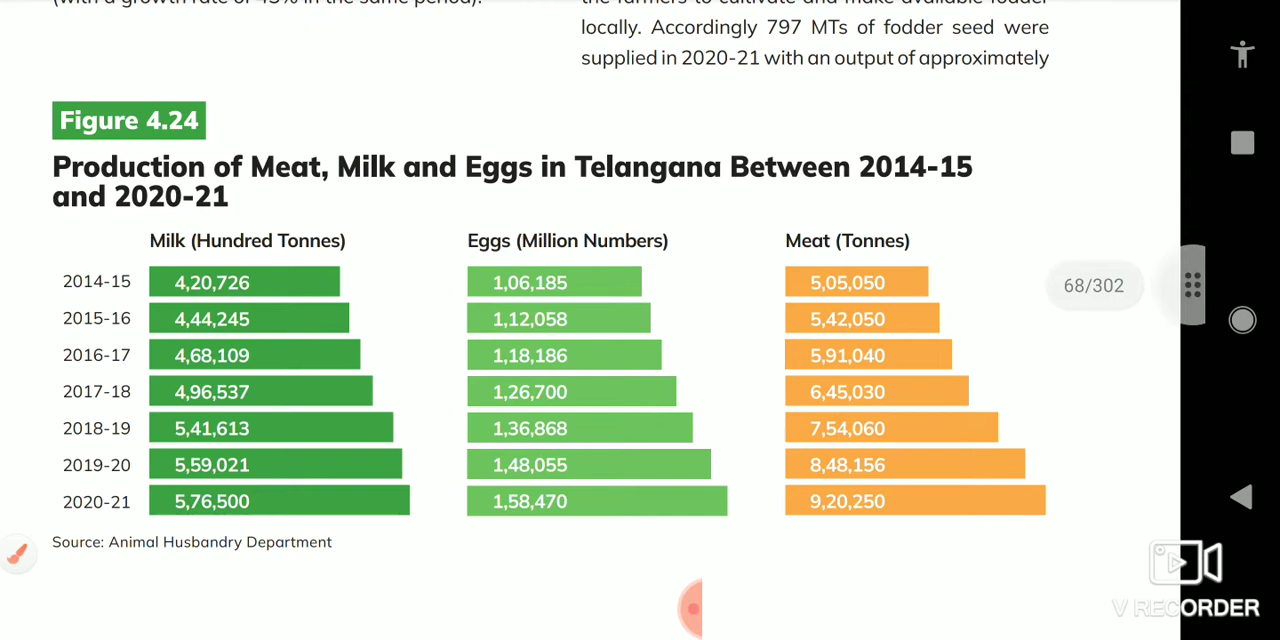 (with a growth rate of 43% in the same period).
the farmers to cultivate and make available fodder
locally. Accordingly 797 MTs of fodder seed were
supplied in 2020-21 with an output of approximately
Figure 4.24
Production of Meat, Milk and Eggs in Telangana Between 2014-15
and 2020-21
Milk (Hundred Tonnes) Eggs (Million Numbers) Meat (Tonnes)
2014-15 4,20,726 1,06,185 5,05,050
2015-16 4,44,245 1,12,058 5,42,050
2016-17 4,68,109 1,18,186 5,91,040
2017-18 4,96,537 1,26,700 6,45,030
2018-19 5,41,613 1,36,868 7,54,060
2019-20 5,59,021 1,48,055 8,48,156
2020-21 5,76,500 1,58,470 9,20,250
Source: Animal Husbandry Department
68/302
V RECORDER